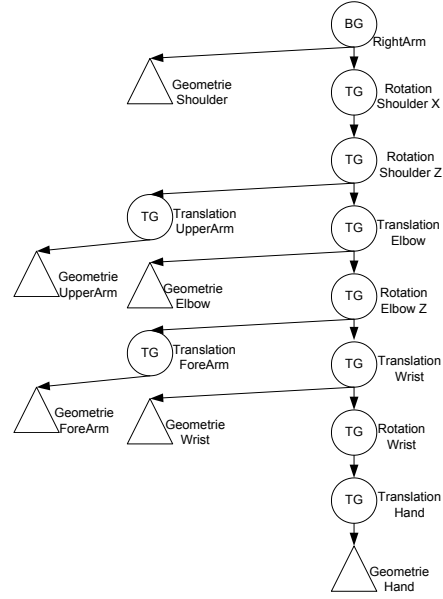 BG
RightArm
Geometrie
Shoulder
TG
Rotation
Shoulder X
TG
Rotation
Shoulder Z
TG
Translation
UpperArm
TG
Translation
Elbow
Geometrie
UpperArm
Geometrie
Elbow
TG
Rotation
Elbow Z
TG
Translation
ForeArm
TG
Translation
Wrist
Geometrie
ForeArm
Geometrie
Wrist
TG
Rotation
Wrist
TG
Translation
Hand
Geometrie
Hand